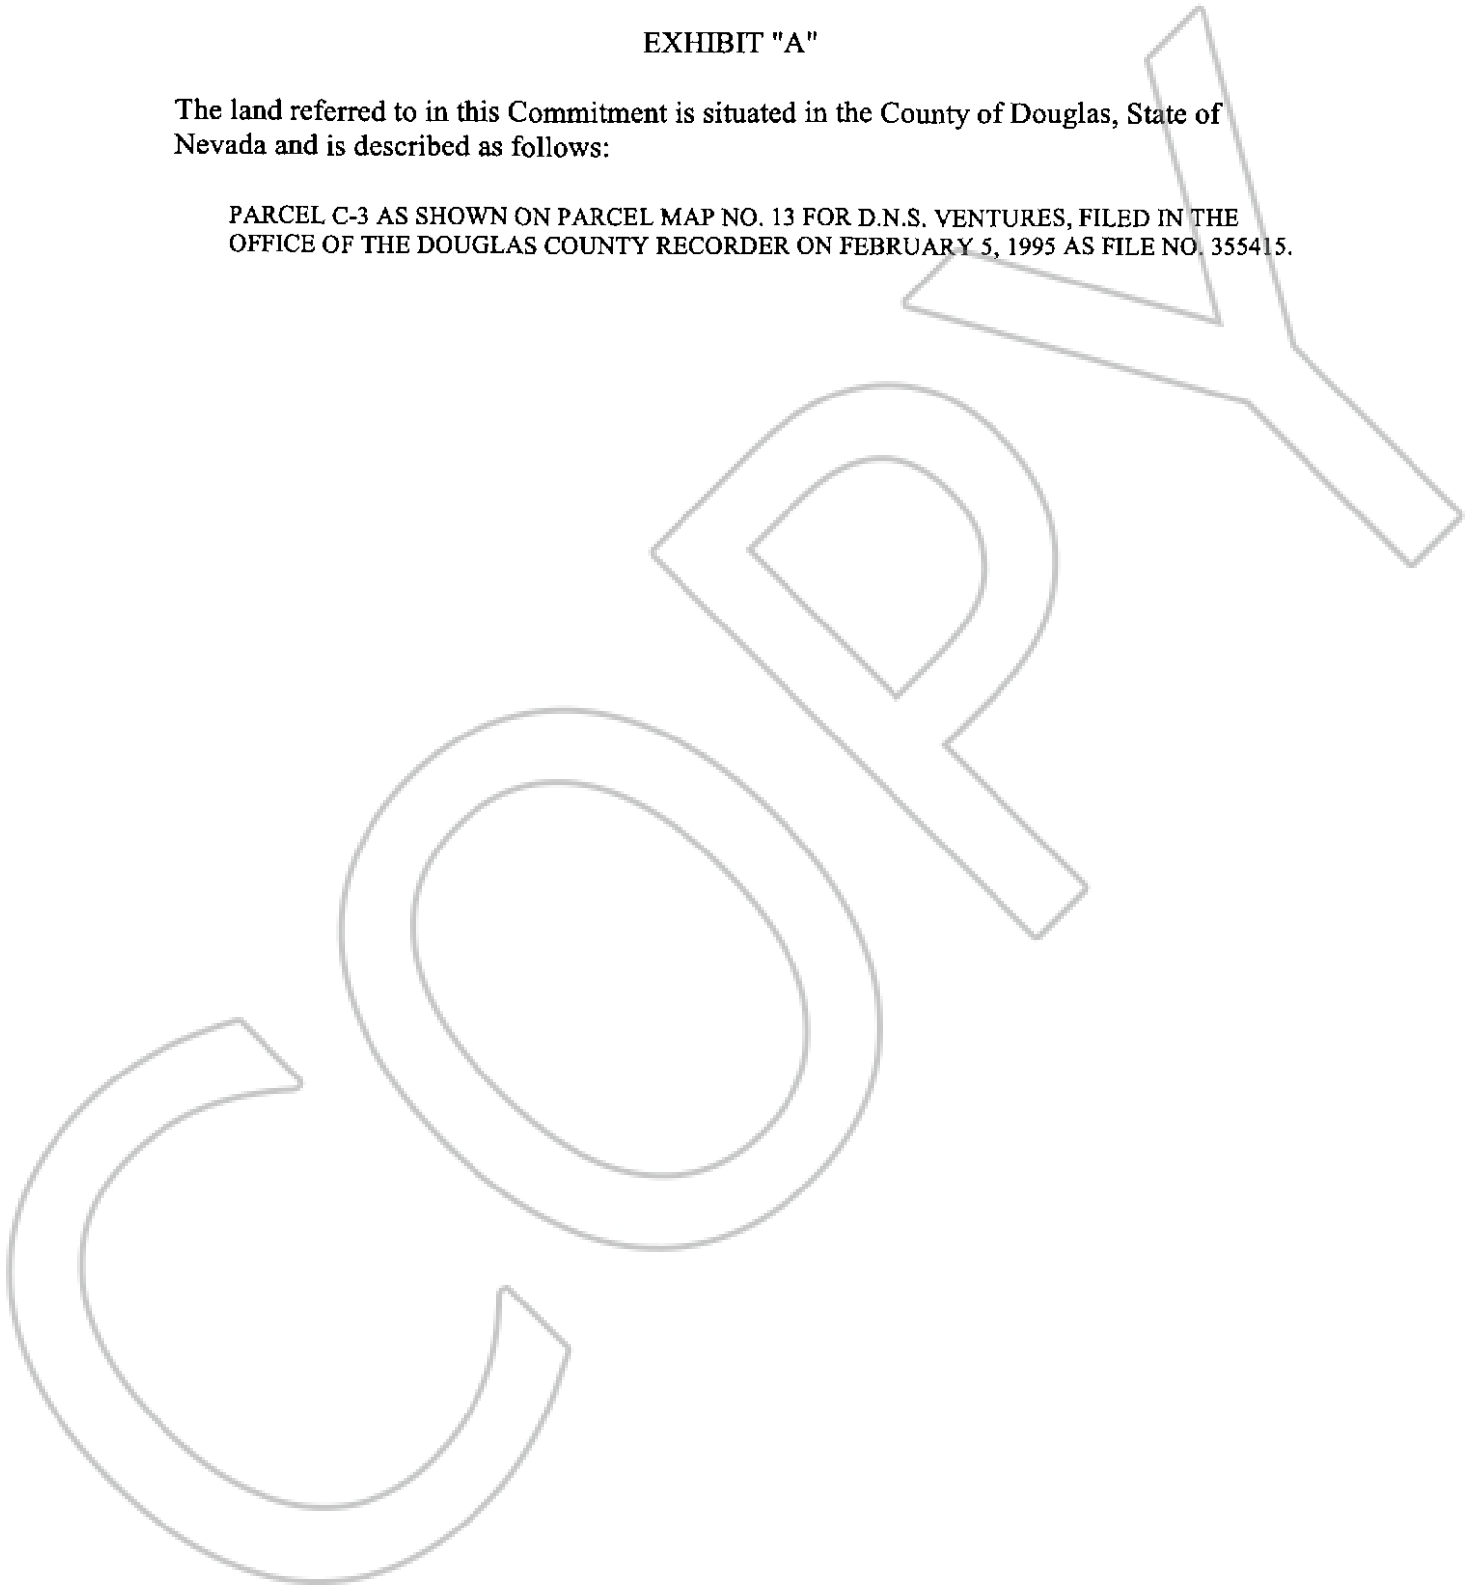 EXHIBIT "A"
The land referred to in this Commitment is situated in the County of Douglas, State of
Nevada and is described as follows:
PARCEL C-3 AS SHOWN ON PARCEL MAP NO. 13 FOR D.N.S. VENTURES, FILED IN THE
OFFICE OF THE DOUGLAS COUNTY RECORDER ON FEBRUARY 5, 1995 AS FILE NO. 355415.
COPY